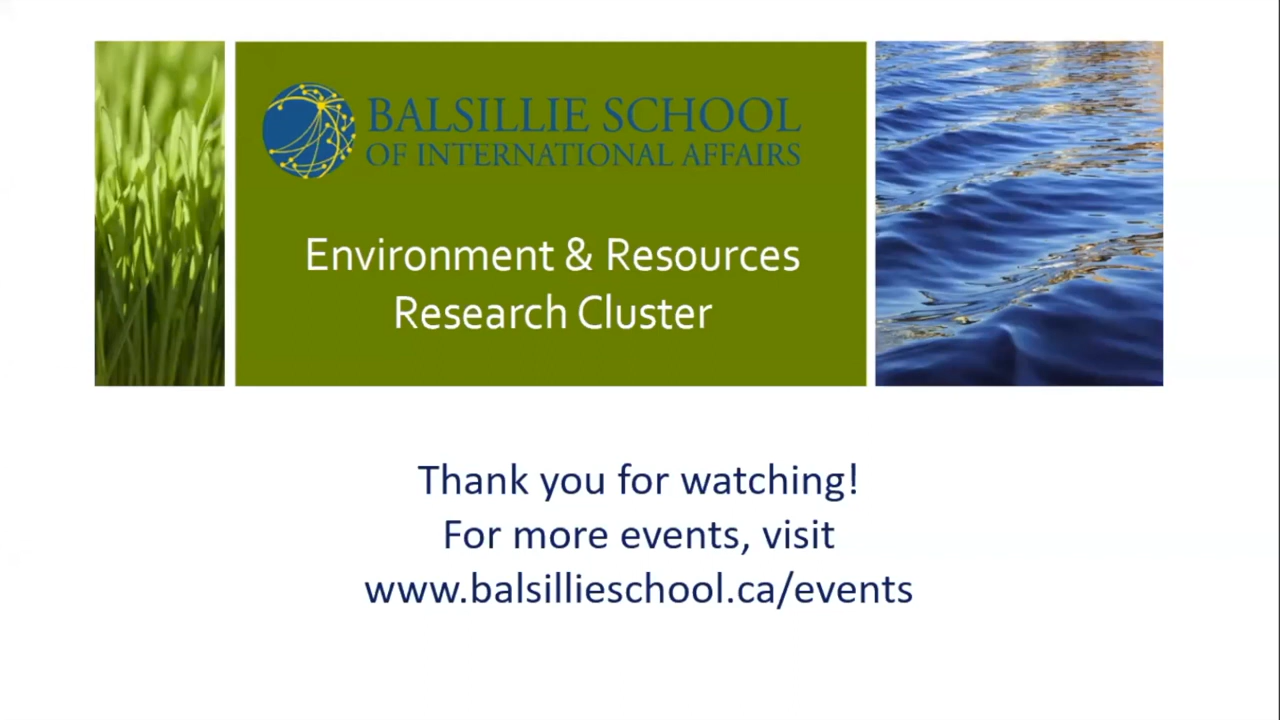 BALSILLIE SCHOOL
OF INTERNATIONAL AFFAIRS
Environment & Resources
Research Cluster
Thank you for watching!
For more events, visit
www.balsillieschool.ca/events